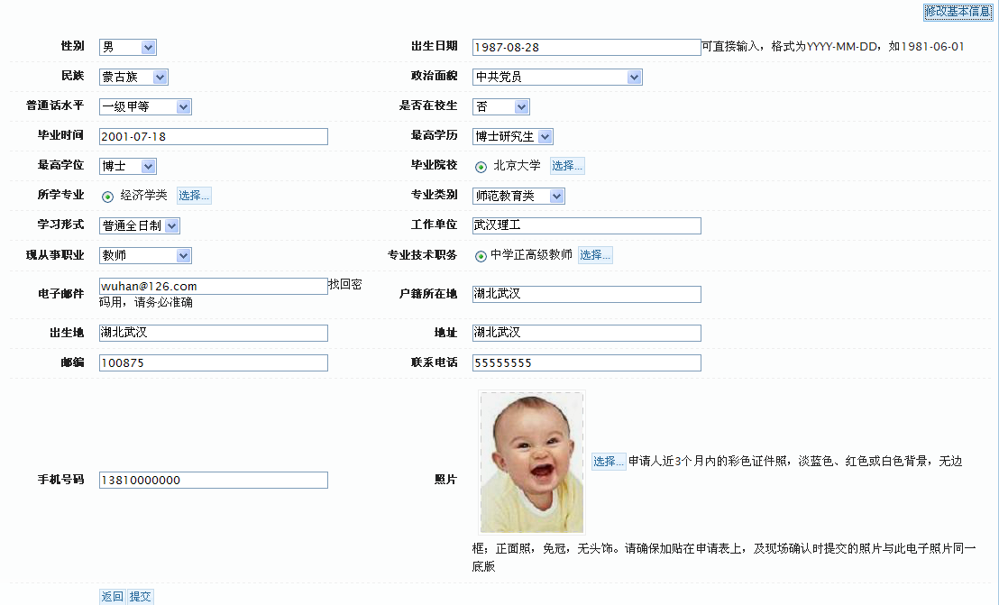 修改基本信息
性别 男 出生日期 1987-08-28 可直接输入，格式为YYYY-MM-DD，如1981-06-01
民族 蒙古族 政治面貌 中共党员
普通话水平 一级甲等 是否在校生 否
毕业时间 2001-07-18 最高学历 博士研究生
最高学位 博士 毕业院校 北京大学 选择...
所学专业 经济学类 选择... 专业类别 师范教育类
学习形式 普通全日制 工作单位 武汉理工
现从事职业 教师 专业技术职务 中学正高级教师 选择...
电子邮件 wuhan@126.com 找回密
码用，请务必准确
户籍所在地 湖北武汉
出生地 湖北武汉 地址 湖北武汉
邮编 100875 联系电话 55555555
手机号码 13810000000 照片 选择... 申请人近3个月内的彩色证件照，淡蓝色、红色或白色背景，无边
框；正面照，免冠，无头饰。请确保加贴在申请表上，及现场确认时提交的照片与此电子照片同一
底版
返回 提交